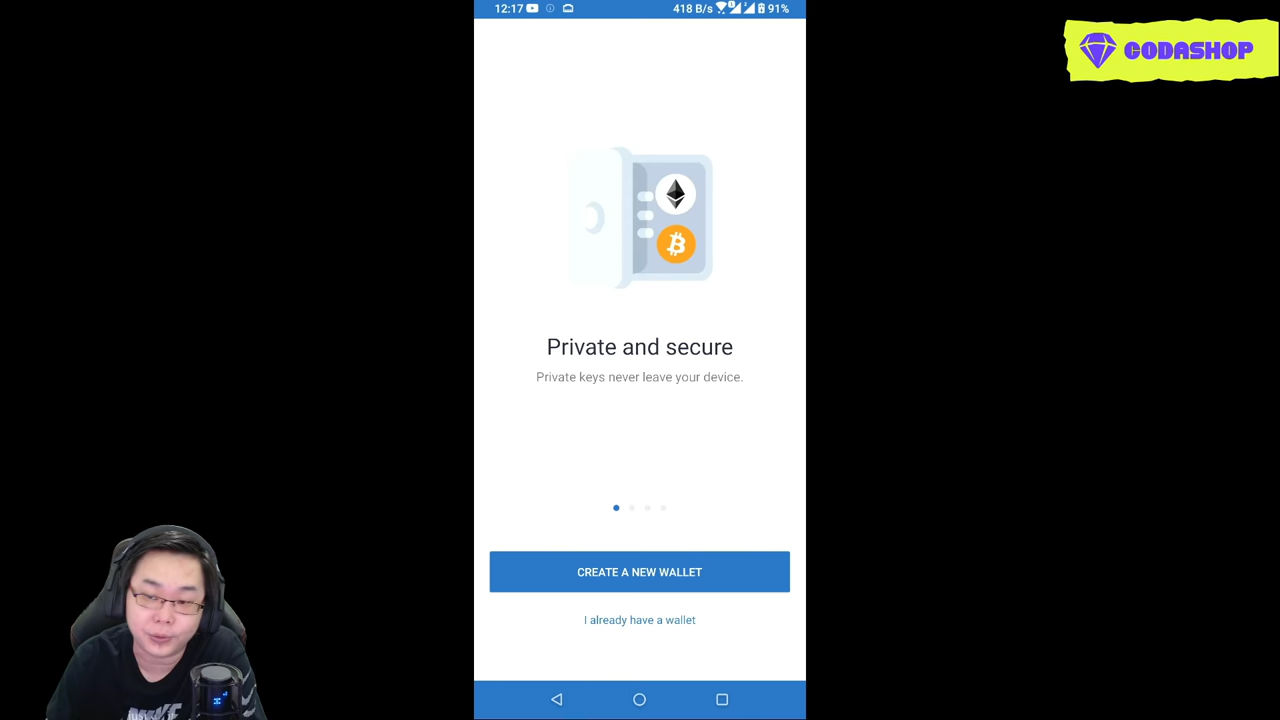 12:17
418 B/s
91%
CODASHOP
Private and secure
Private keys never leave your device.
CREATE A NEW WALLET
I already have a wallet
NIKE